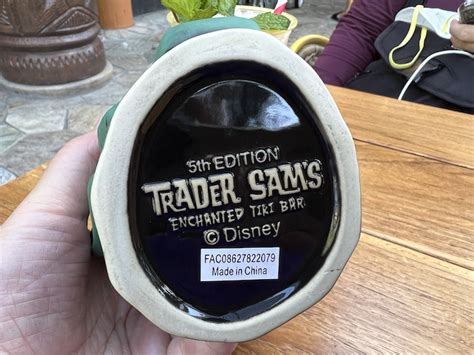 '5th EDITION'
TRADER SAM'S
ENCHANTED TIKI BAR
© Disney
FAC08627822079
Made in China